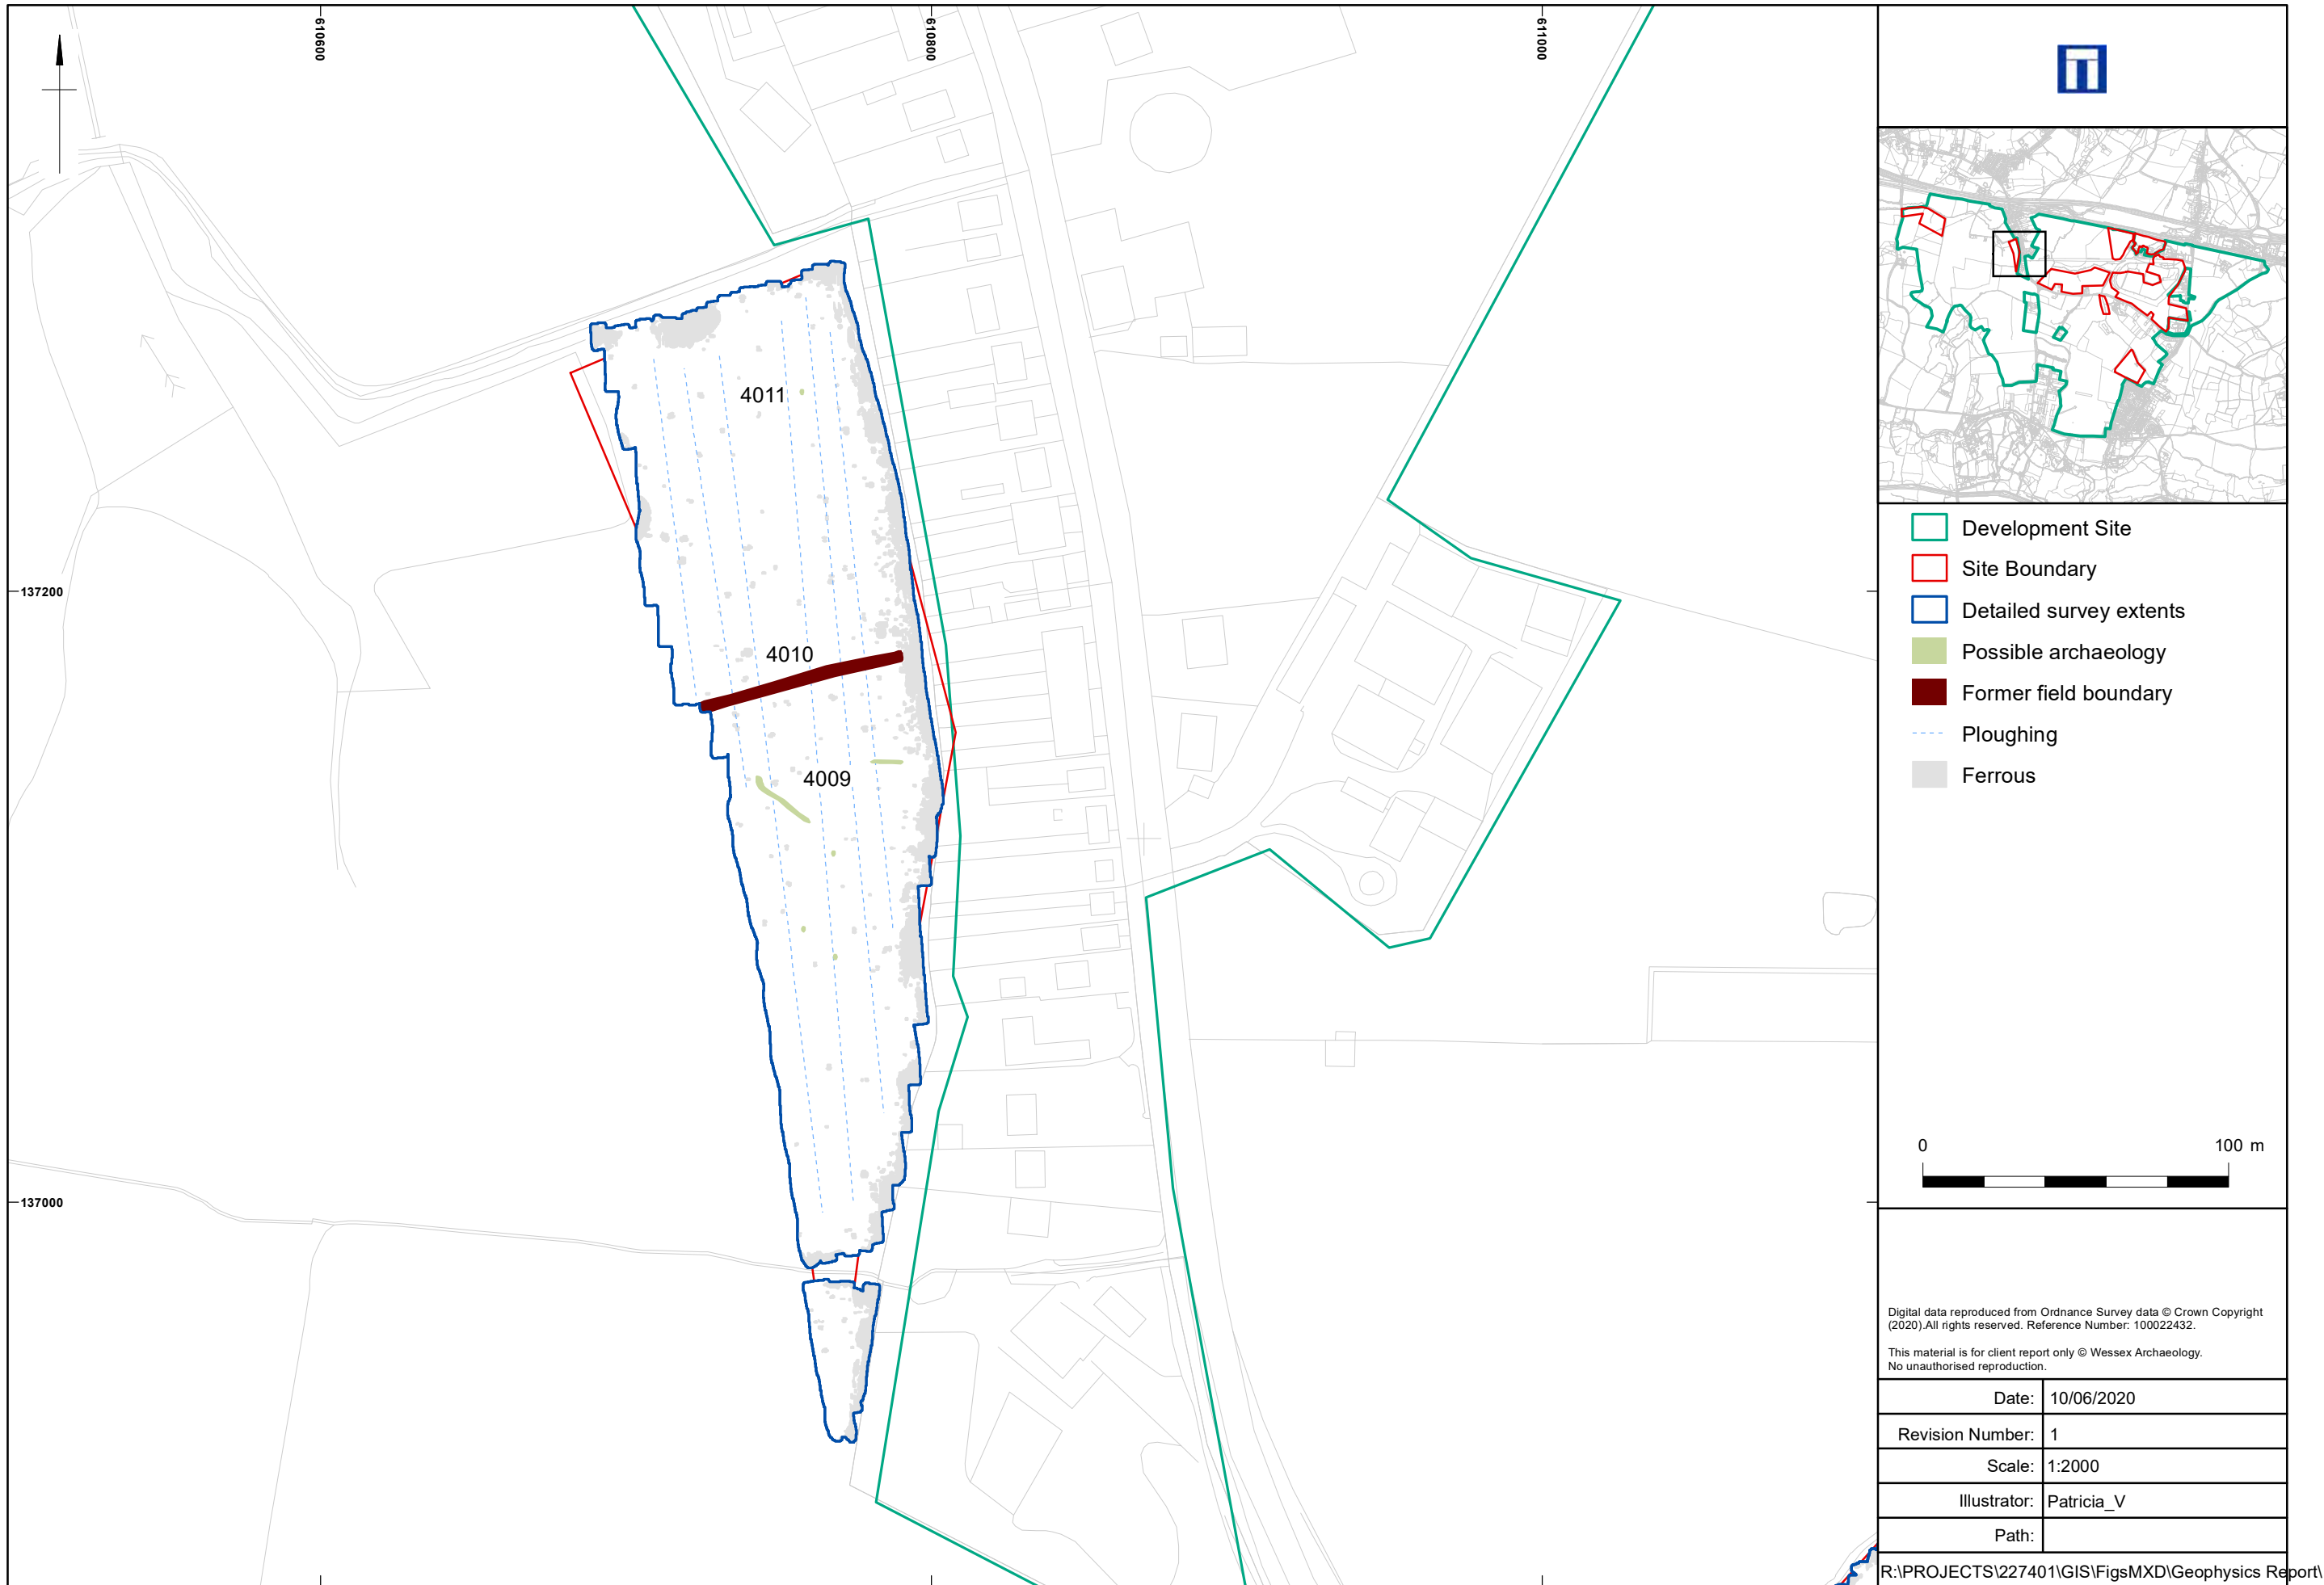 610600
610800
611000
137200
137000
4011
4010
4009
Development Site
Site Boundary
Detailed survey extents
Possible archaeology
Former field boundary
Ploughing
Ferrous
0 100 m
Digital data reproduced from Ordnance Survey data © Crown Copyright
(2020).All rights reserved. Reference Number: 100022432.
This material is for client report only © Wessex Archaeology.
No unauthorised reproduction.
Date: 10/06/2020
Revision Number: 1
Scale: 1:2000
Illustrator: Patricia_V
Path:
R:\PROJECTS\227401\GIS\FigsMXD\Geophysics Report\